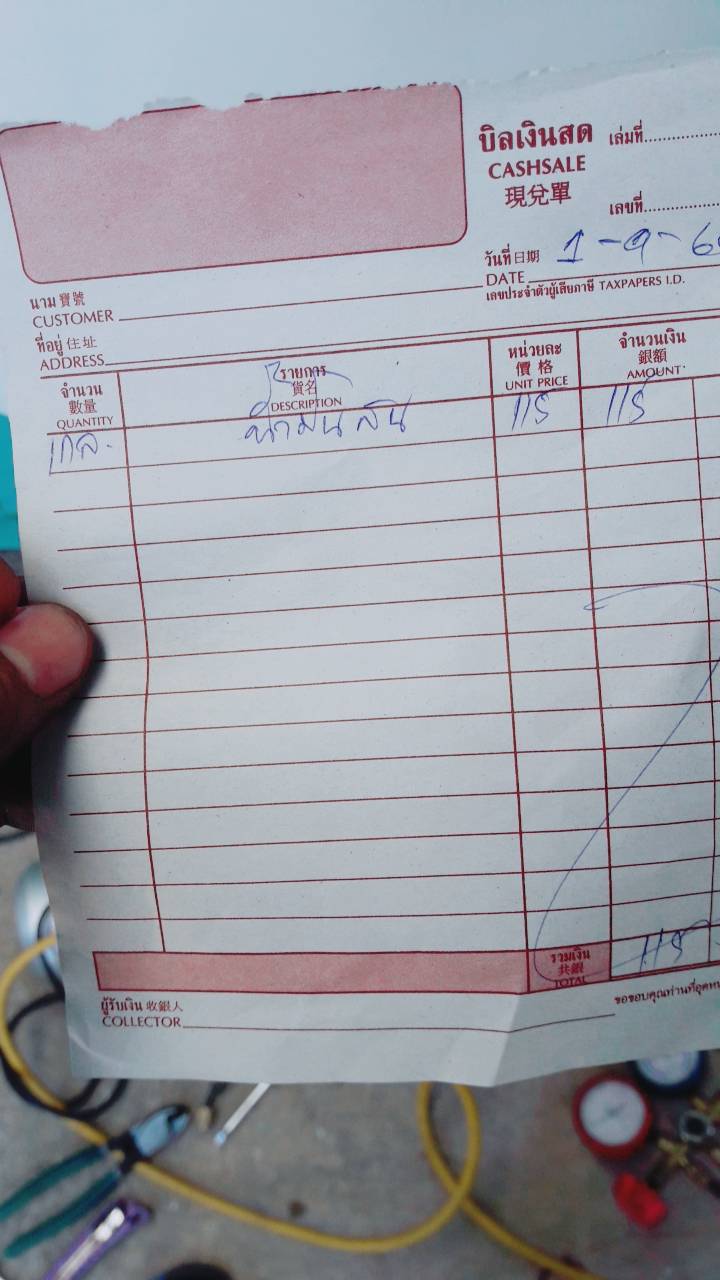 บิลเงินสด เล่มที่
CASHSALE
現兌單 เลขที่
วันที่ 日期 1-9-6
DATE
เลขประจำตัวผู้เสียภาษี TAXPAPERS I.D.
นาม 寶號
CUSTOMER
ที่อยู่ 住址
ADDRESS
จำนวน รายการ หน่วยละ จำนวนเงิน
數量 貨名 價格 銀額
QUANTITY DESCRIPTION UNIT PRICE AMOUNT
น้ำมัน 115 115
รวมเงิน 115
共銀
TOTAL
ผู้รับเงิน 收銀人
COLLECTOR
ขอขอบคุณท่านที่อุดหน